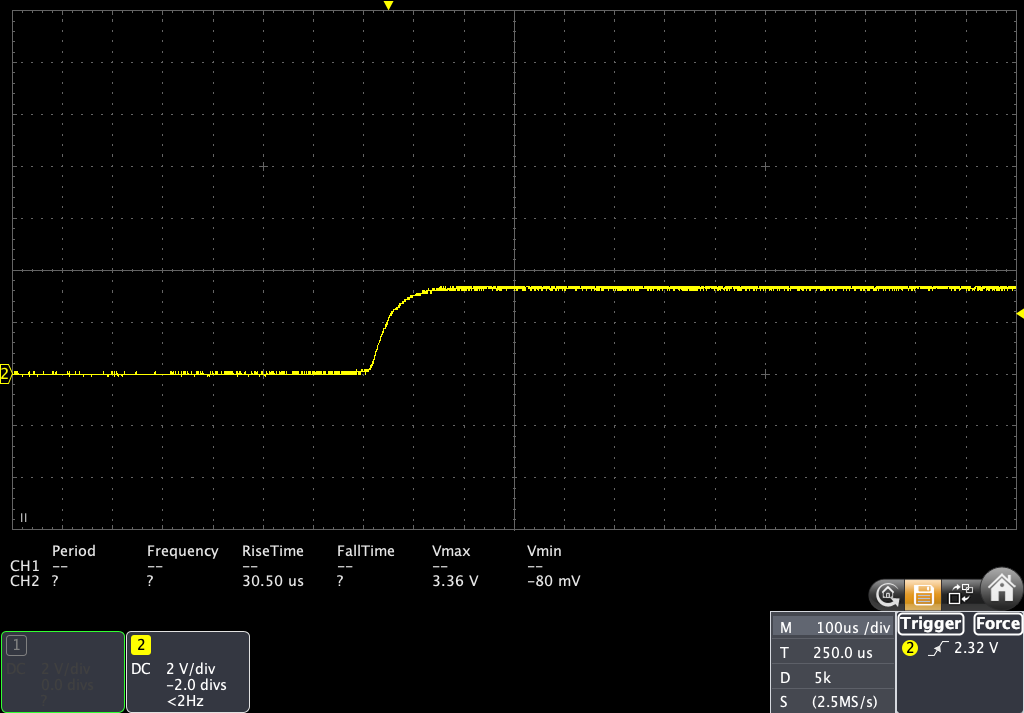 2
II
Period Frequency RiseTime FallTime Vmax Vmin
CH1 -- -- -- -- -- --
CH2 ? ? 30.50 us ? 3.36 V -80 mV
1
DC 2 V/div
0.0 divs
?
2
DC 2 V/div
-2.0 divs
<2Hz
M 100us /div
T 250.0 us
D 5k
S (2.5MS/s)
Trigger Force
2 2.32 V